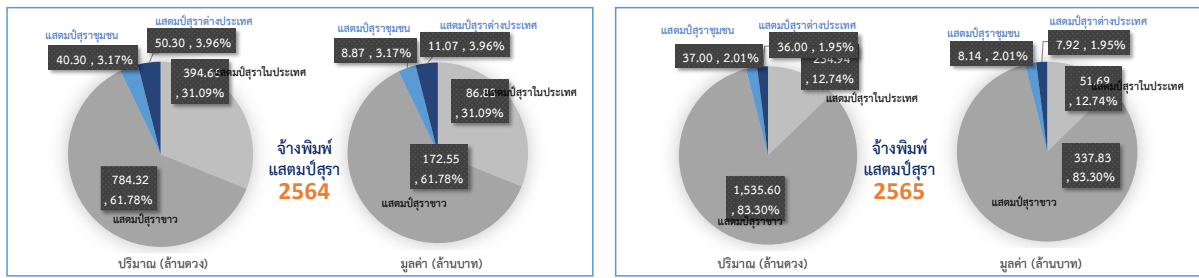 แสตมป์สุราชุมชน
แสตมป์สุราต่างประเทศ
40.30 , 3.17%
50.30 , 3.96%
, 31.09%
แสตมป์สุราในประเทศ
784.32
, 61.78%
แสตมป์สุราขาว
ปริมาณ (ล้านดวง)
จ้างพิมพ์
แสตมป์สุรา
2564
แสตมป์สุราชุมชน
แสตมป์สุราต่างประเทศ
8.87 , 3.17%
11.07 , 3.96%
, 31.09%
แสตมป์สุราในประเทศ
172.55
, 61.78%
แสตมป์สุราขาว
มูลค่า (ล้านบาท)
แสตมป์สุราชุมชน
แสตมป์สุราต่างประเทศ
37.00 , 2.01%
36.00 , 1.95%
234.94
, 12.74%
แสตมป์สุราในประเทศ
1,535.60
, 83.30%
แสตมป์สุราขาว
ปริมาณ (ล้านดวง)
จ้างพิมพ์
แสตมป์สุรา
2565
แสตมป์สุราชุมชน
แสตมป์สุราต่างประเทศ
8.14 , 2.01%
7.92 , 1.95%
51.69
, 12.74%
แสตมป์สุราในประเทศ
337.83
, 83.30%
แสตมป์สุราขาว
มูลค่า (ล้านบาท)